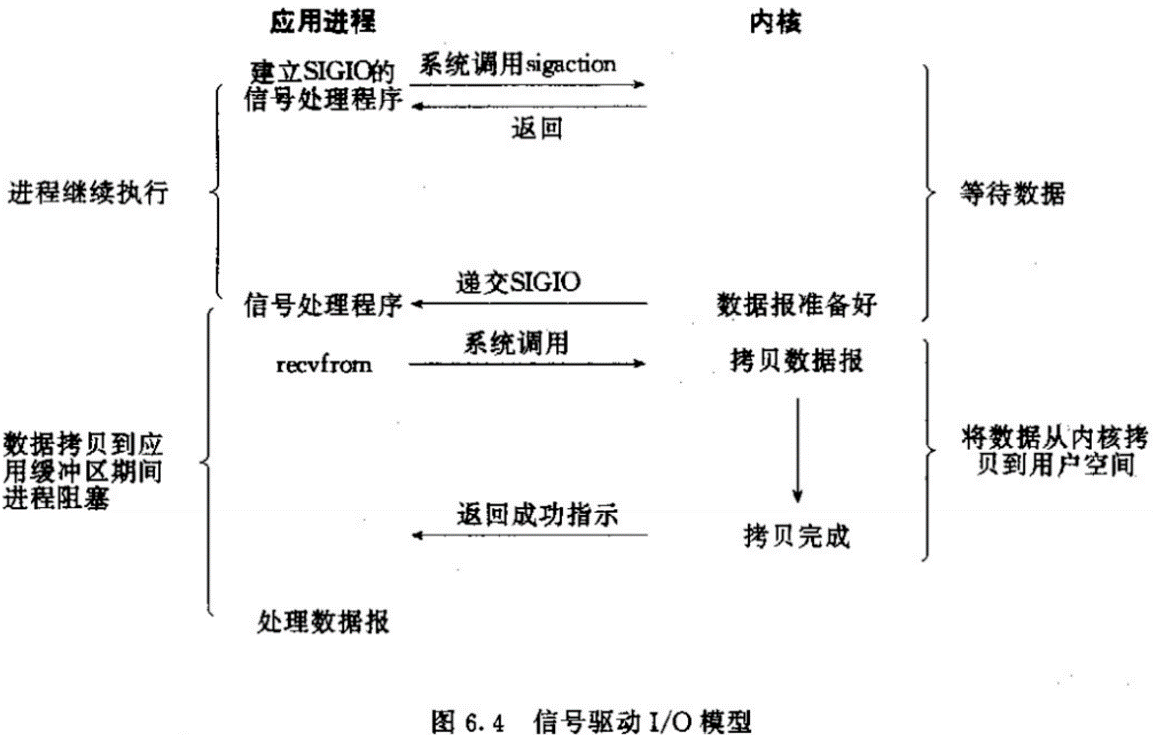 应用进程 内核
建立SIGIO的 系统调用sigaction
信号处理程序
返回
进程继续执行 等待数据
递交SIGIO
信号处理程序 数据报准备好
系统调用
recvfrom 拷贝数据报
数据拷贝到应
用缓冲区期间
进程阻塞
将数据从内核拷
贝到用户空间
返回成功指示
拷贝完成
处理数据报
图 6.4 信号驱动 I/O 模型